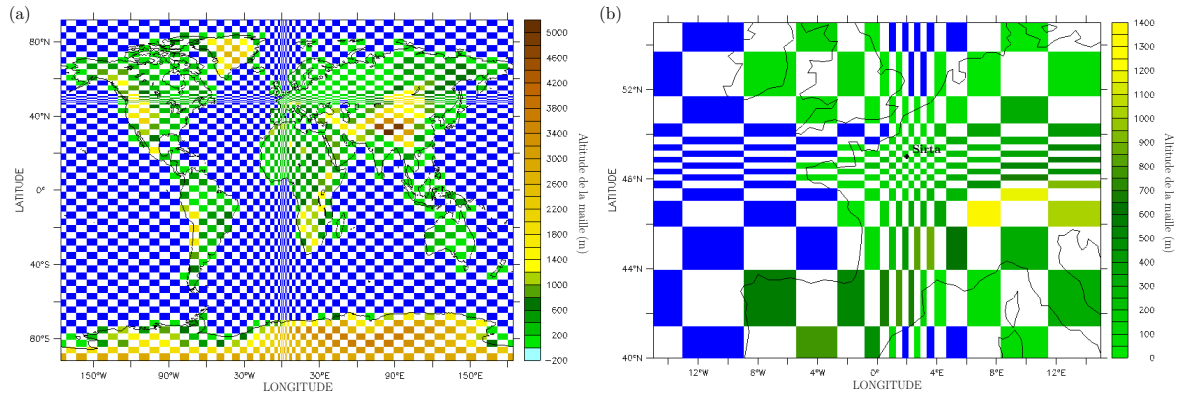 (a)
80°N
40°N
0°
40°S
80°S
LATITUDE
150°W
90°W
30°W
30°E
90°E
150°E
LONGITUDE
5000
4600
4200
3800
3400
3000
2600
2200
1800
1400
1000
600
200
−200
Altitude de la maille (m)
(b)
52°N
48°N
44°N
40°N
LATITUDE
Sirta
12°W
8°W
4°W
0°
4°E
8°E
12°E
LONGITUDE
1400
1300
1200
1100
1000
900
800
700
600
500
400
300
200
100
0
Altitude de la maille (m)